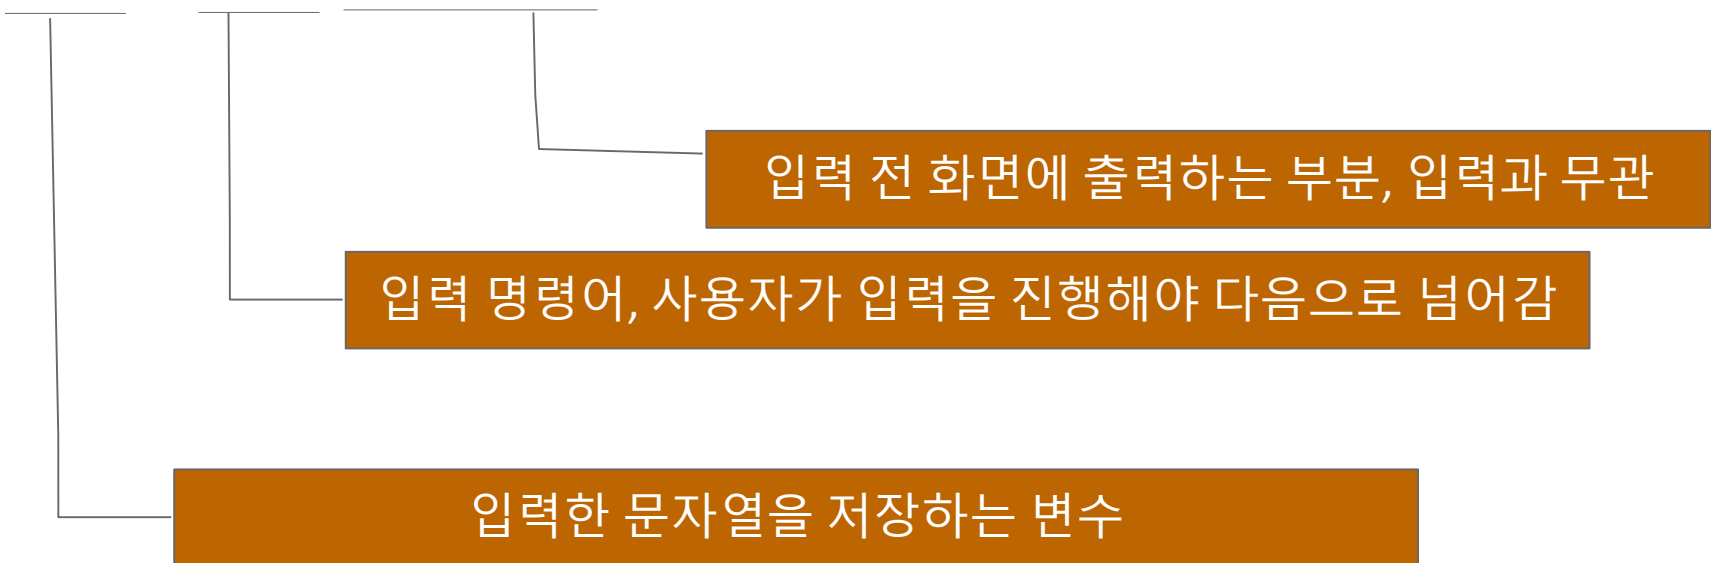 입력 전 화면에 출력하는 부분, 입력과 무관
입력 명령어, 사용자가 입력을 진행해야 다음으로 넘어감
입력한 문자열을 저장하는 변수